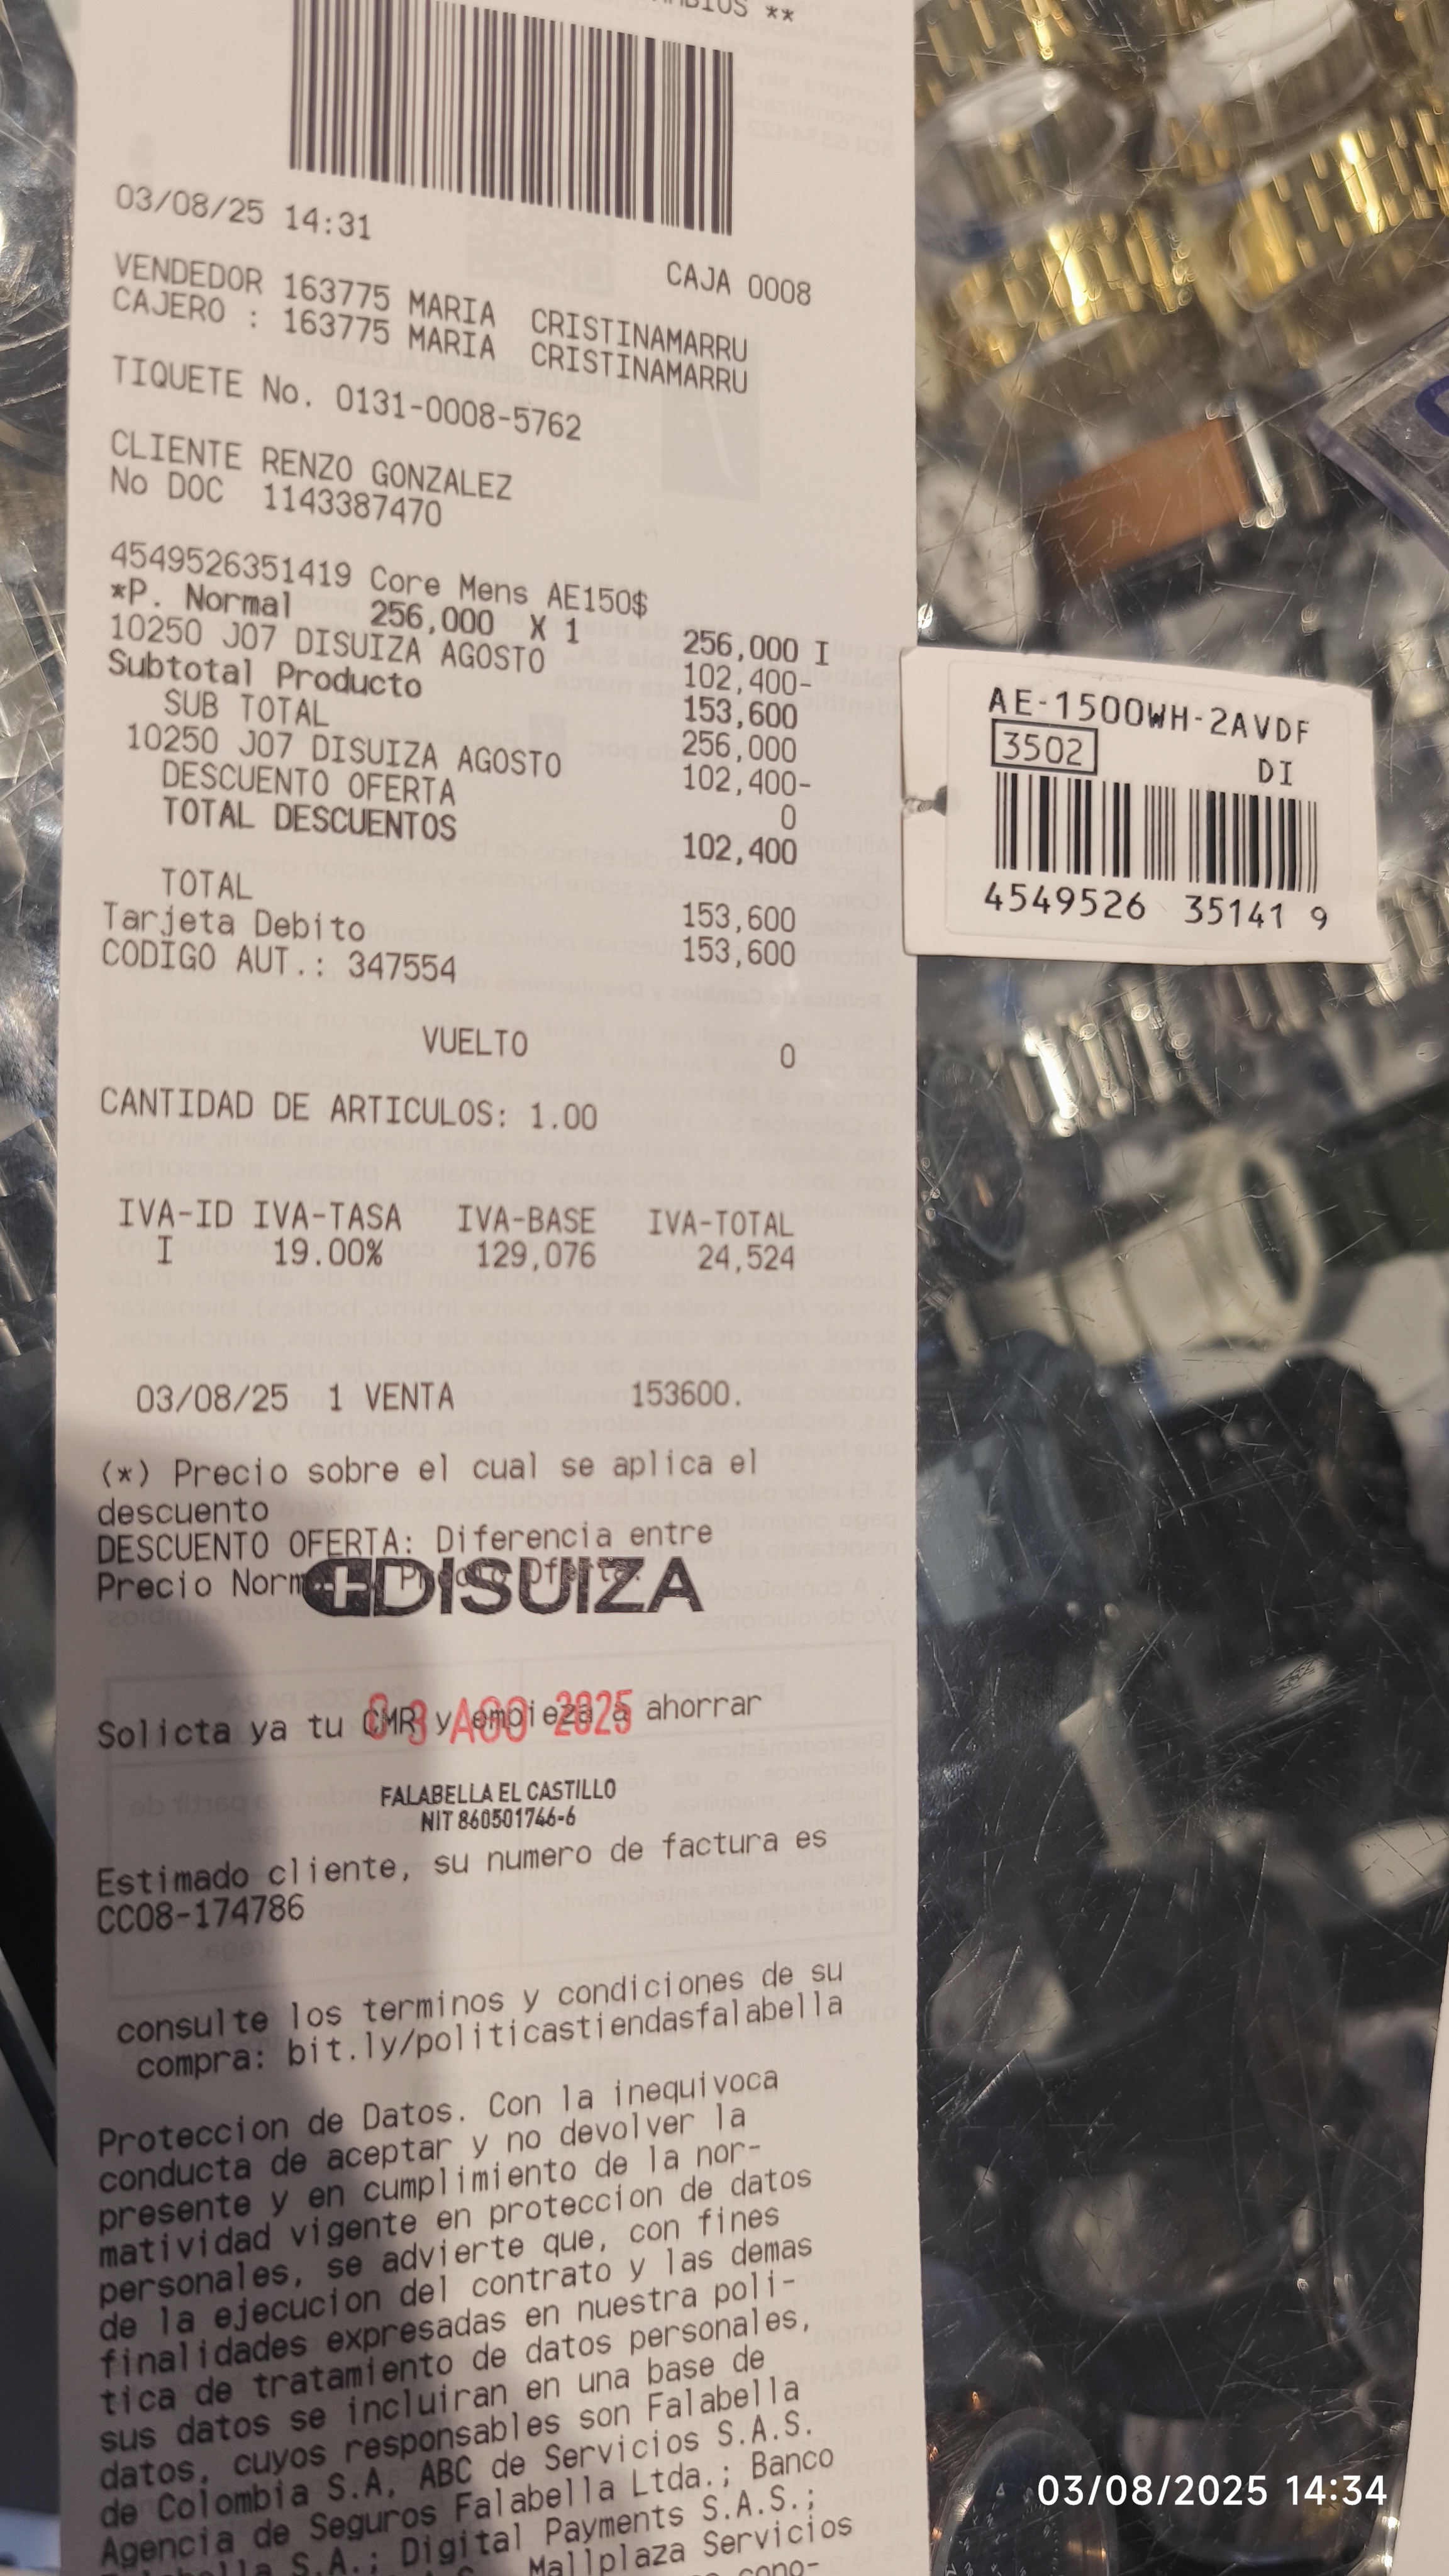 **
03/08/25 14:31
CAJA 0008
VENDEDOR 163775 MARIA CRISTINAMARRU
CAJERO : 163775 MARIA CRISTINAMARRU
TIQUETE No. 0131-0008-5762
CLIENTE RENZO GONZALEZ
No DOC 1143387470
4549526351419 Core Mens AE150$
*P. Normal 256,000 X 1 256,000 I
10250 J07 DISUIZA AGOSTO 102,400-
Subtotal Producto 153,600
SUB TOTAL 256,000
10250 J07 DISUIZA AGOSTO 102,400-
DESCUENTO OFERTA 0
TOTAL DESCUENTOS 102,400
TOTAL 153,600
Tarjeta Debito 153,600
CODIGO AUT.: 347554
VUELTO 0
CANTIDAD DE ARTICULOS: 1.00
IVA-ID IVA-TASA IVA-BASE IVA-TOTAL
I 19.00% 129,076 24,524
03/08/25 1 VENTA 153600.
(*) Precio sobre el cual se aplica el
descuento
DESCUENTO OFERTA: Diferencia entre
Precio
DISUIZA
Solicta ya tu CMR y empieza a ahorrar
03 AGO 2025
FALABELLA EL CASTILLO
NIT 860501746-6
Estimado cliente, su numero de factura es
CC08-174786
consulte los terminos y condiciones de su
compra: bit.ly/politicastiendasfalabella
Proteccion de Datos. Con la inequivoca
conducta de aceptar y no devolver la
presente y en cumplimiento de la nor-
matividad vigente en proteccion de datos
personales, se advierte que, con fines
de la ejecucion del contrato y las demas
finalidades expresadas en nuestra poli-
tica de tratamiento de datos personales,
sus datos se incluiran en una base de
datos, cuyos responsables son Falabella
de Colombia S.A, ABC de Servicios S.A.S.
Agencia de Seguros Falabella Ltda.; Banco
S.A.; Digital Payments S.A.S.;
Mallplaza Servicios
AE-1500WH-2AVDF
3502
DI
4549526 35141 9
03/08/2025 14:34